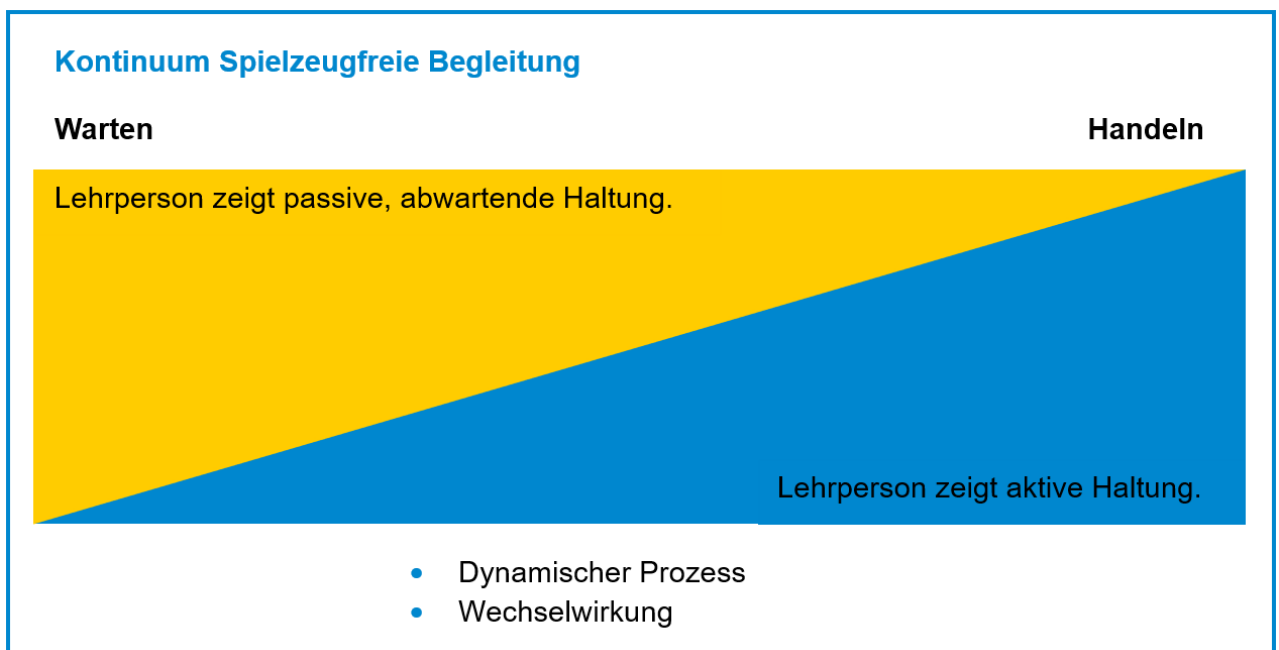 Kontinuum Spielzeugfreie Begleitung
Warten Handeln
Lehrperson zeigt passive, abwartende Haltung.
Lehrperson zeigt aktive Haltung.
• Dynamischer Prozess
• Wechselwirkung